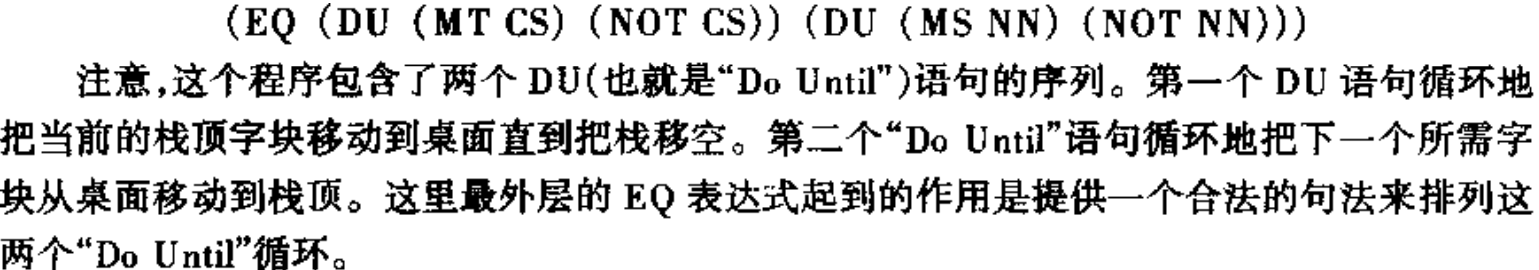 (EQ (DU (MT CS) (NOT CS)) (DU (MS NN) (NOT NN)))
注意,这个程序包含了两个 DU(也就是“Do Until”)语句的序列。第一个 DU 语句循环地
把当前的栈顶字块移动到桌面直到把栈移空。第二个“Do Until”语句循环地把下一个所需字
块从桌面移动到栈顶。这里最外层的 EQ 表达式起到的作用是提供一个合法的句法来排列这
两个“Do Until”循环。